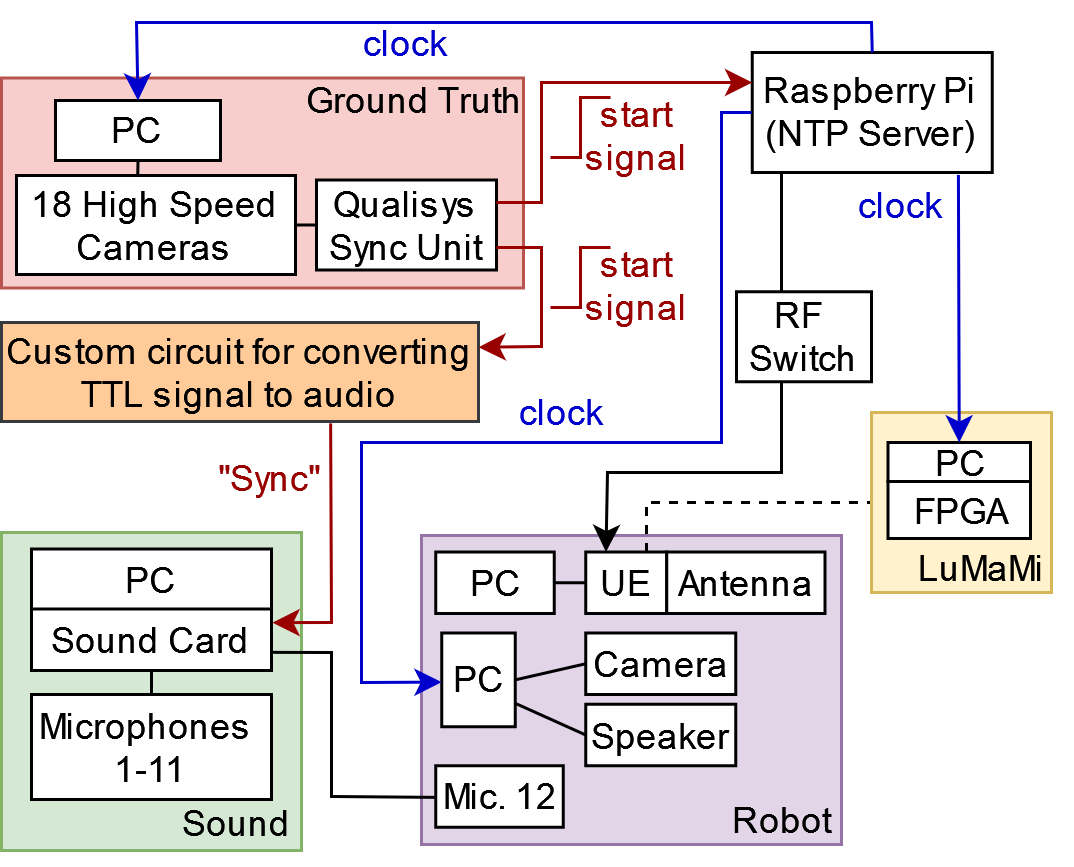 clock
Ground Truth
PC
18 High Speed
Cameras
Qualisys
Sync Unit
start
signal
start
signal
Raspberry Pi
(NTP Server)
clock
RF
Switch
Custom circuit for converting
TTL signal to audio
"Sync"
clock
PC
FPGA
LuMaMi
PC
Sound Card
Microphones
1-11
Sound
PC
UE
Antenna
PC
Camera
Speaker
Mic. 12
Robot